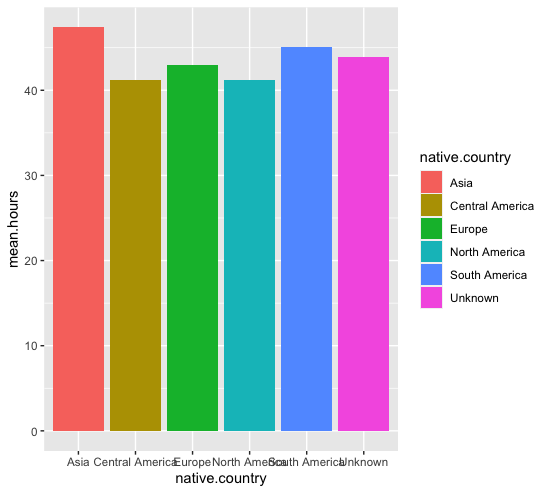 mean.hours
40
30
20
10
0
Asia Central America Europe North America South America Unknown
native.country
native.country
Asia
Central America
Europe
North America
South America
Unknown